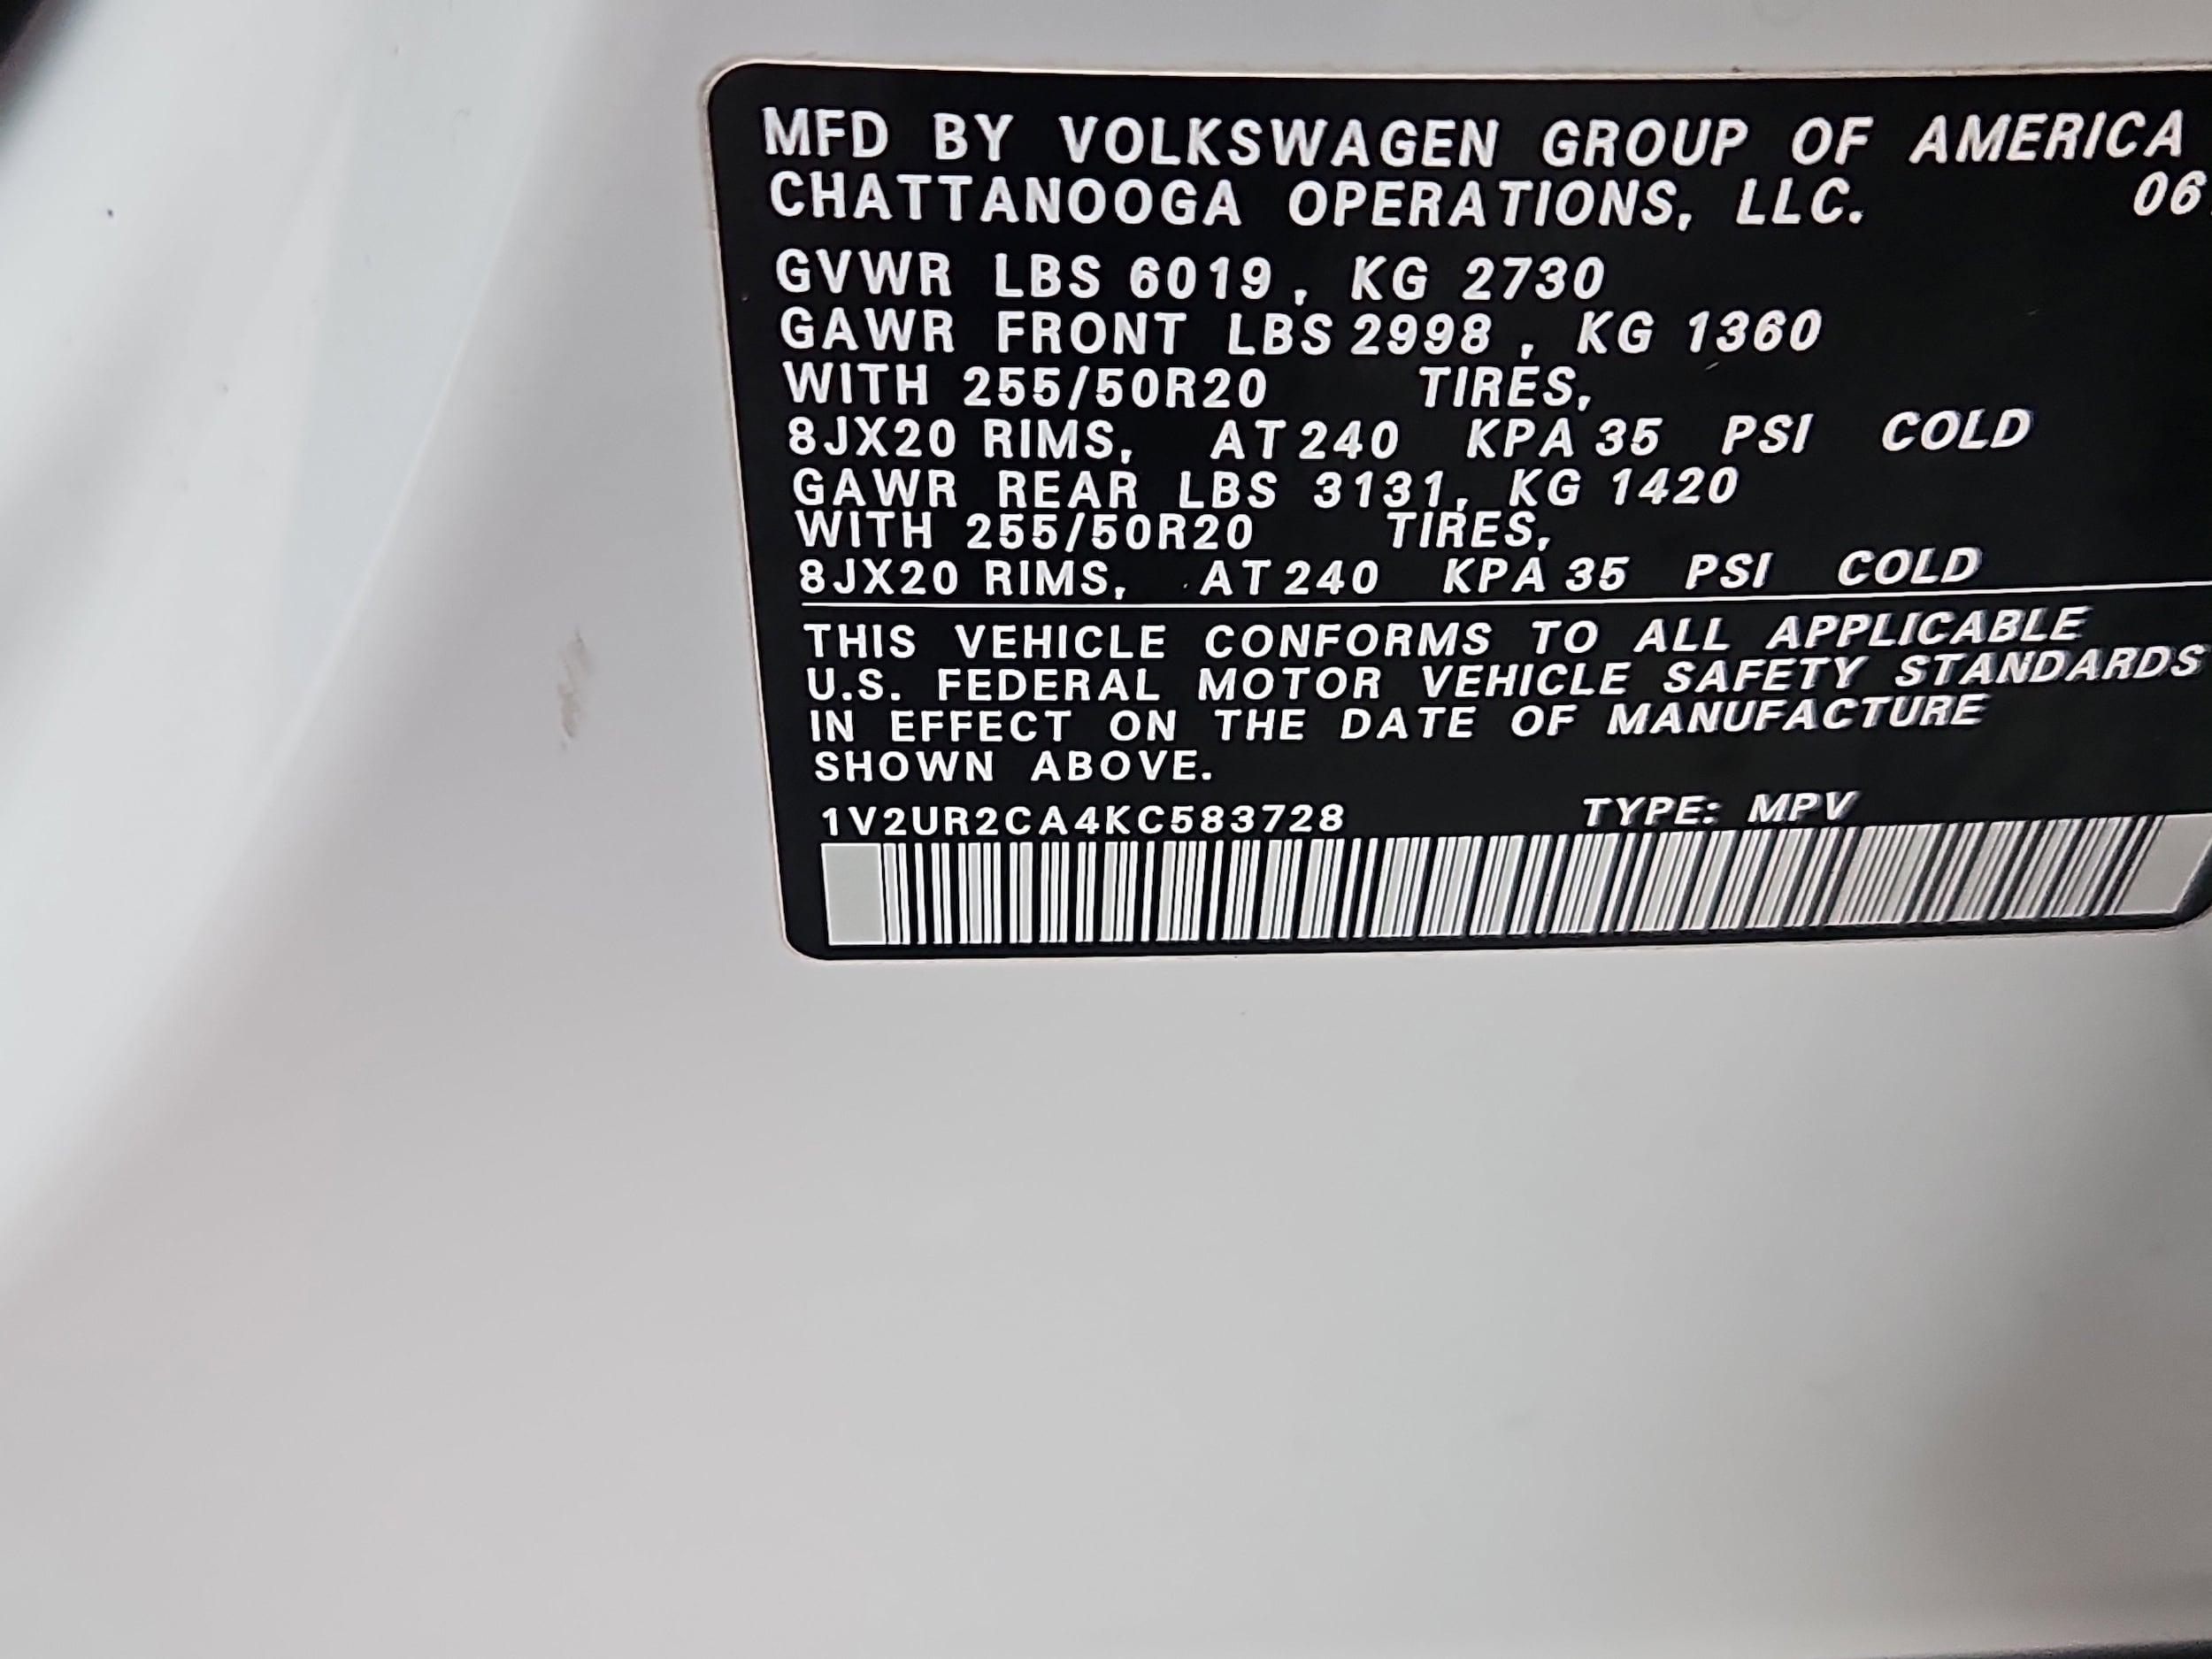 MFD BY VOLKSWAGEN GROUP OF AMERICA
CHATTANOOGA OPERATIONS, LLC. 06
GVWR LBS 6019, KG 2730
GAWR FRONT LBS 2998, KG 1360
WITH 255/50R20 TIRES,
8JX20 RIMS, AT 240 KPA 35 PSI COLD
GAWR REAR LBS 3131, KG 1420
WITH 255/50R20 TIRES,
8JX20 RIMS, AT 240 KPA 35 PSI COLD
THIS VEHICLE CONFORMS TO ALL APPLICABLE
U.S. FEDERAL MOTOR VEHICLE SAFETY STANDARDS
IN EFFECT ON THE DATE OF MANUFACTURE
SHOWN ABOVE.
1V2UR2CA4KC583728 TYPE: MPV